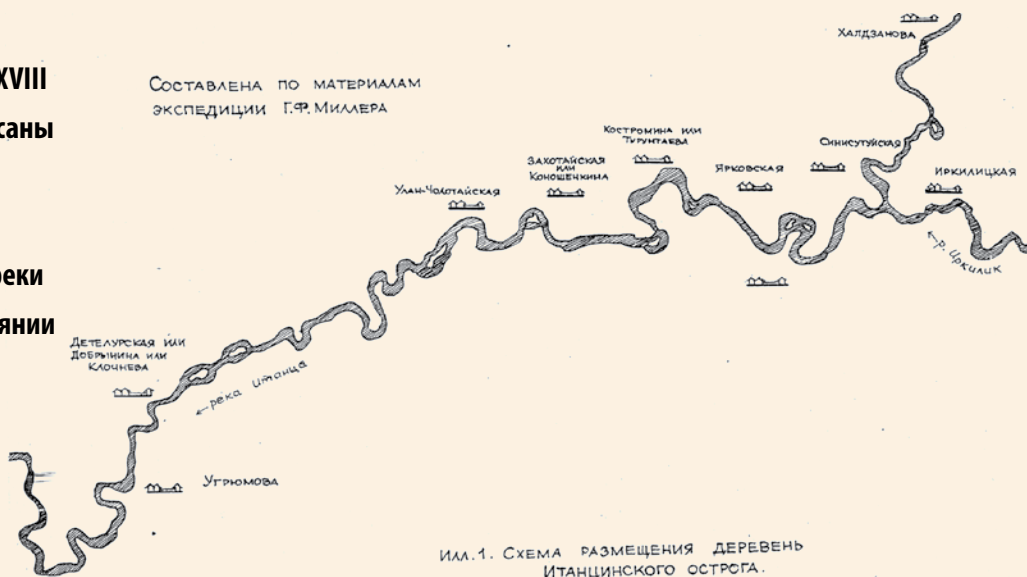 XVIII
саны
реки
янии
Составлена по материалам
экспедиции Г.Ф. Миллера
Халдзанова
Костромина или
Турунтаева
Синисутуйская
Захотайская
или
Коношенкина
Ярковская
Иркилицкая
Улан-Чолотайская
←р. Иркилик
Детелурская или
Добрынина или
Клочнева
←река Итанца
Угрюмова
Илл. 1. Схема размещения деревень
Итанцинского острога.